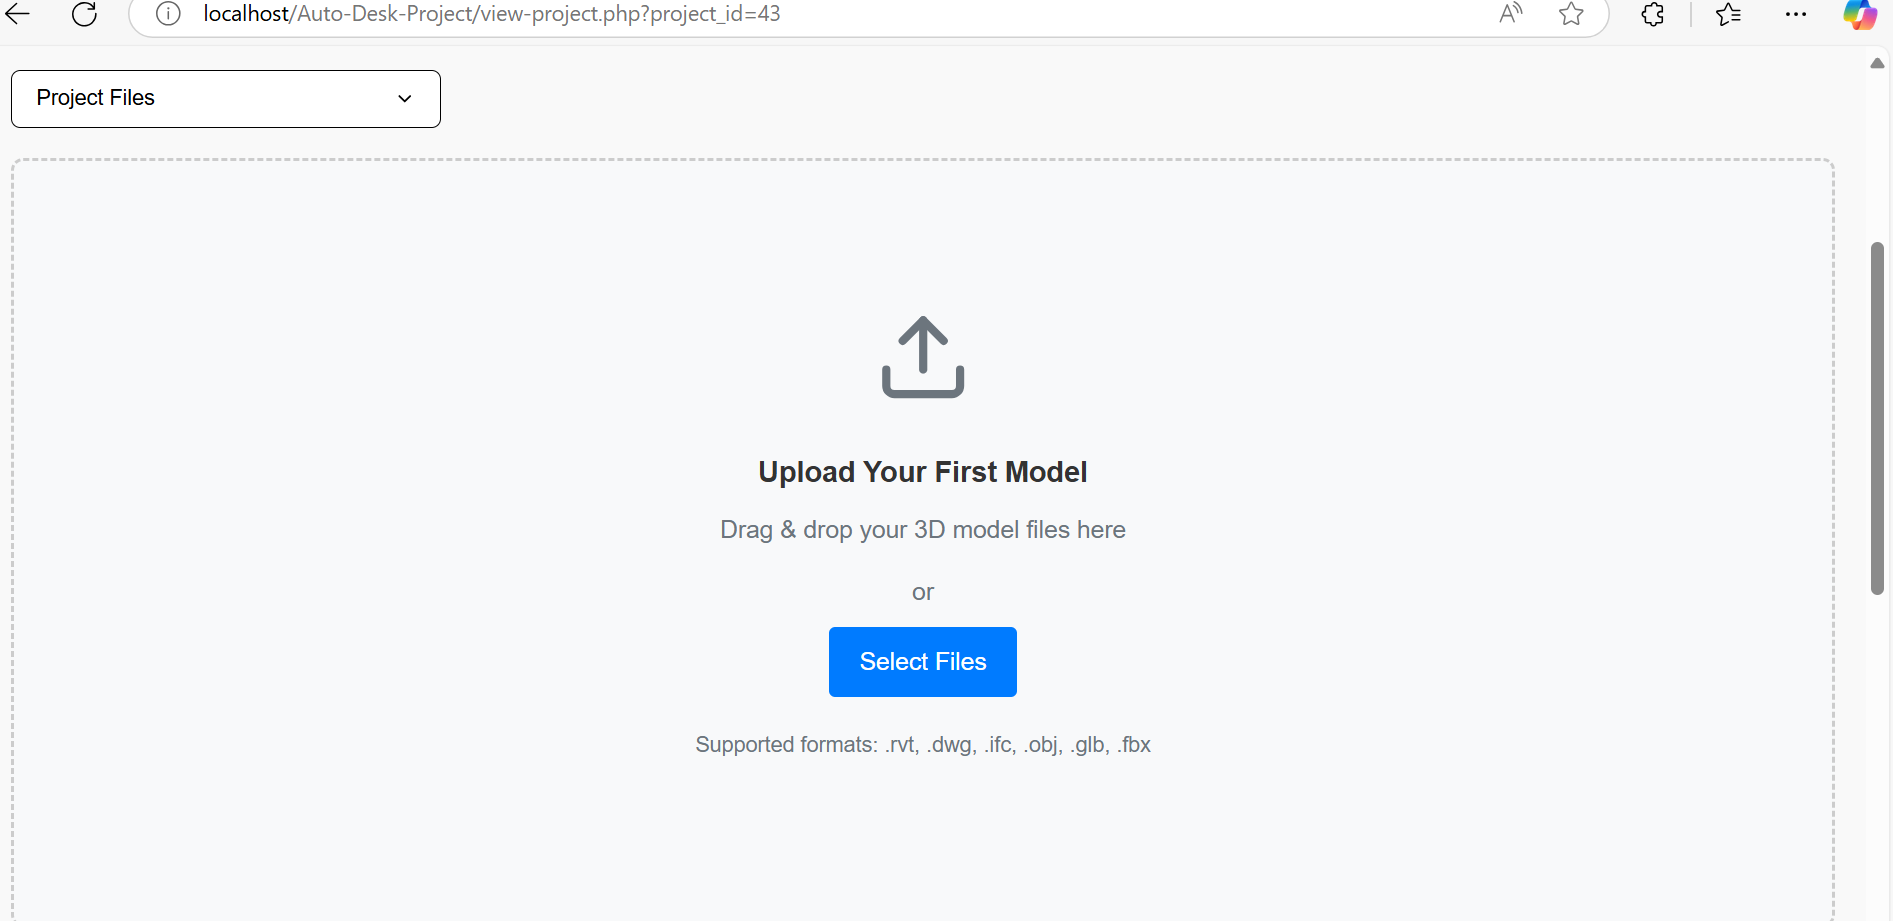 localhost/Auto-Desk-Project/view-project.php?project_id=43
Project Files
Upload Your First Model
Drag & drop your 3D model files here
or
Select Files
Supported formats: .rvt, .dwg, .ifc, .obj, .glb, .fbx